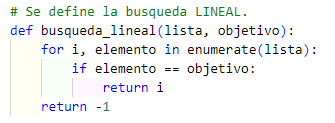 # Se define la busqueda LINEAL.
def busqueda_lineal(lista, objetivo):
    for i, elemento in enumerate(lista):
        if elemento == objetivo:
            return i
    return -1